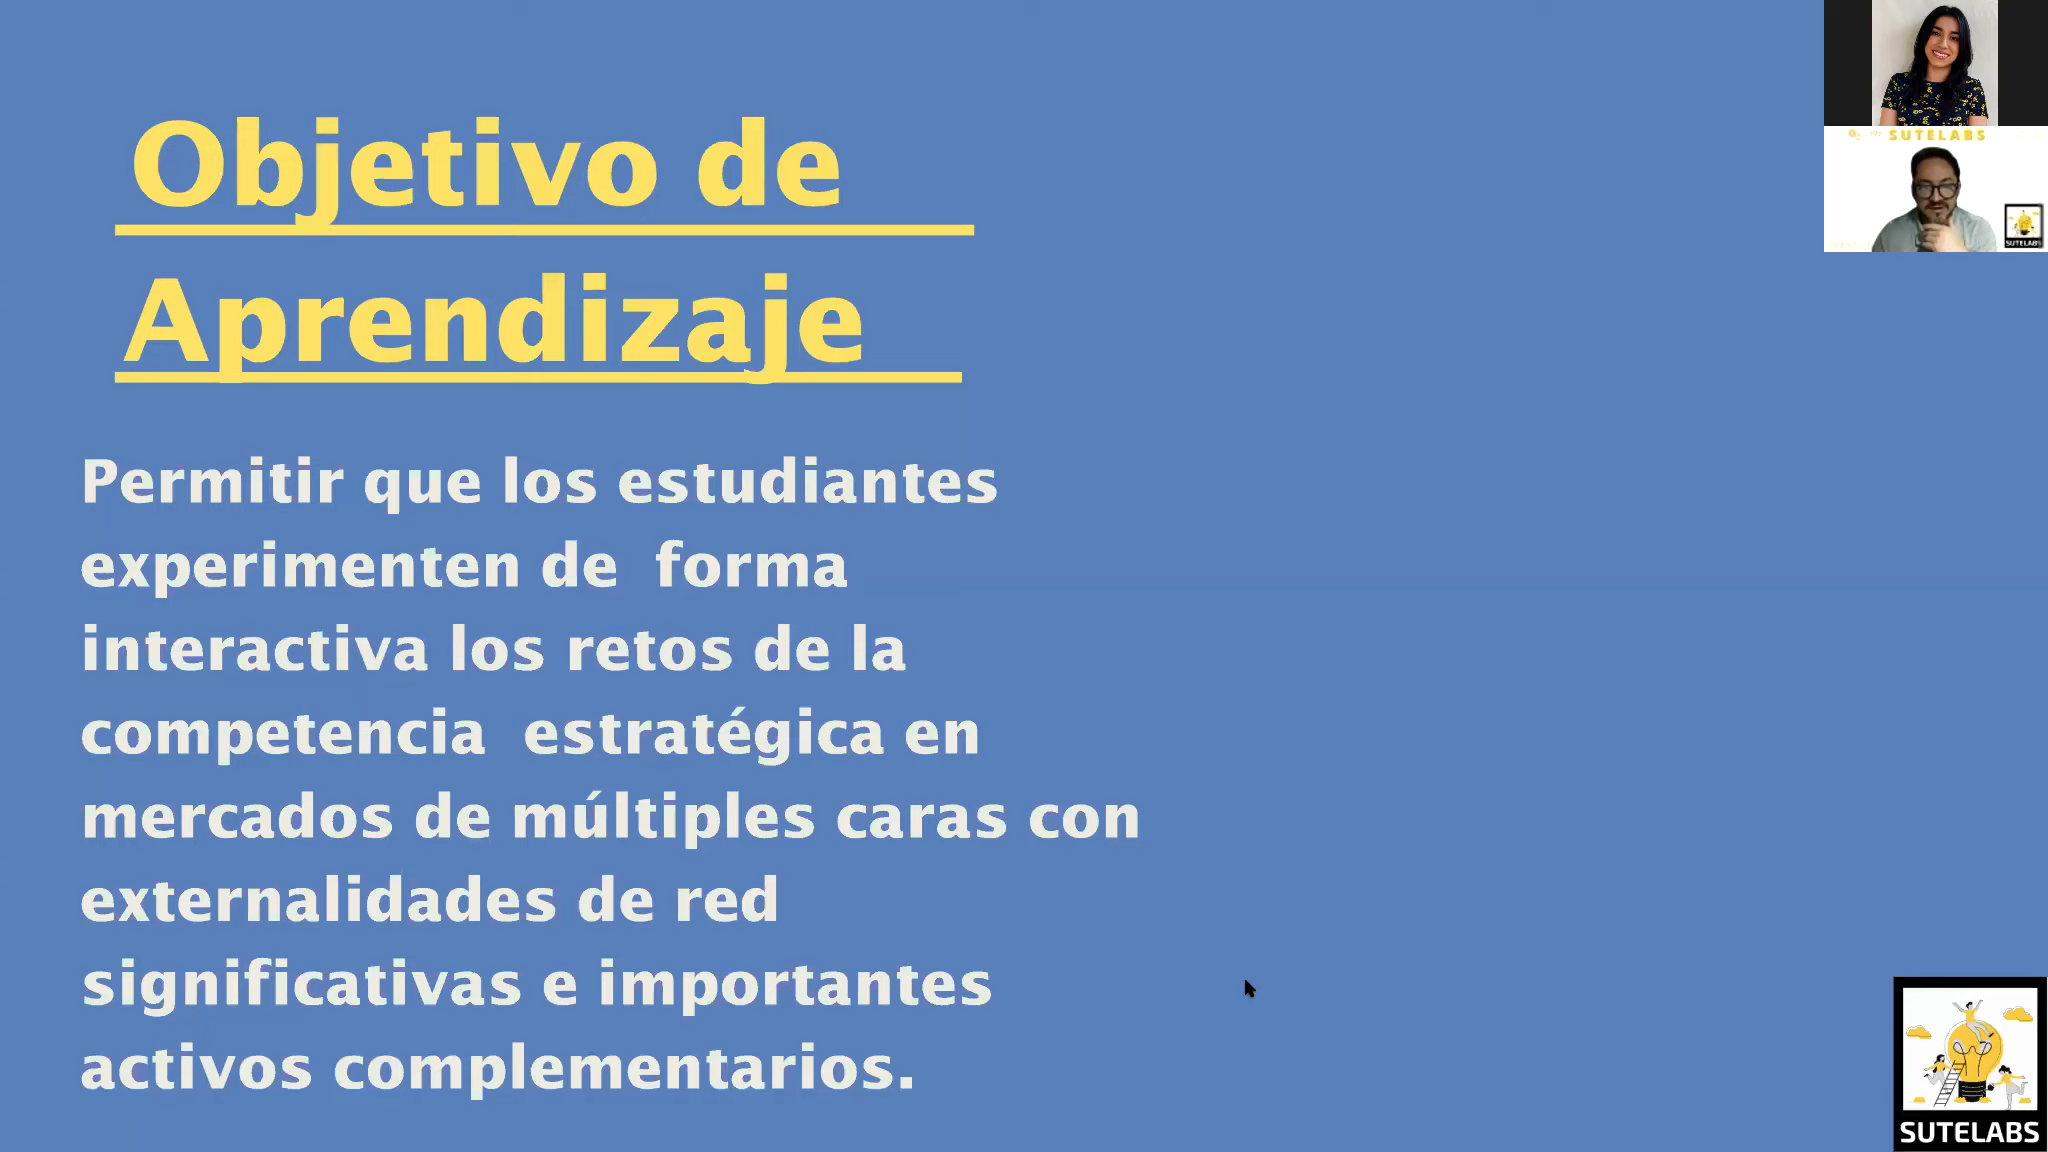 SUTELABS
Objetivo de
Aprendizaje
SUTELABS
Permitir que los estudiantes
experimenten de forma
interactiva los retos de la
competencia estratégica en
mercados de múltiples caras con
externalidades de red
significativas e importantes
activos complementarios.
SUTELABS